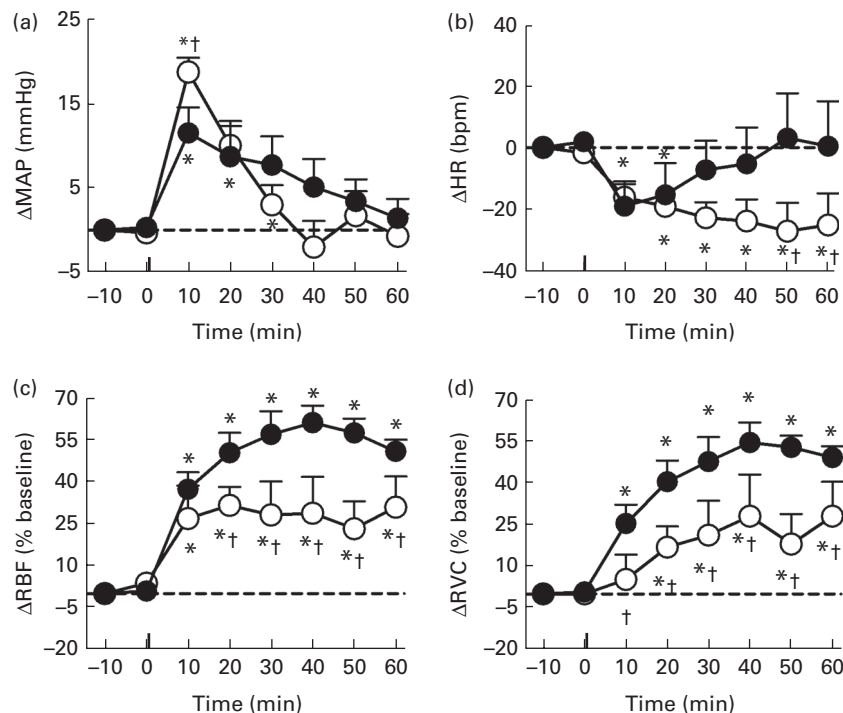 (a)
ΔMAP (mmHg)
25
15
5
−5
*†
*
*
*
−10 0 10 20 30 40 50 60
Time (min)
(b)
ΔHR (bpm)
40
20
0
−20
−40
* *
* * * *† *†
−10 0 10 20 30 40 50 60
Time (min)
(c)
ΔRBF (% baseline)
70
55
40
25
10
−5
−20
* * * * * *
* *† *† *† *† *†
−10 0 10 20 30 40 50 60
Time (min)
(d)
ΔRVC (% baseline)
70
55
40
25
10
−5
−20
* * * * * *
† *† *† *† *† *†
−10 0 10 20 30 40 50 60
Time (min)